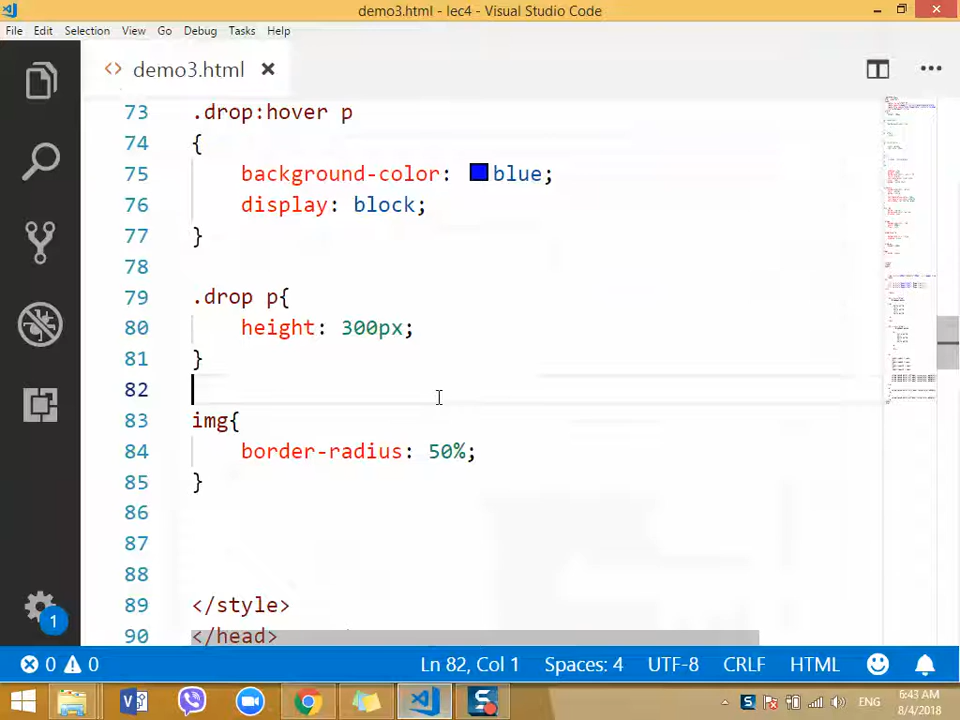 demo3.html - lec4 - Visual Studio Code
File Edit Selection View Go Debug Tasks Help
<> demo3.html
73 .drop:hover p
74 {
75 background-color: blue;
76 display: block;
77 }
78
79 .drop p{
80 height: 300px;
81 }
82
83 img{
84 border-radius: 50%;
85 }
86
87
88
89 </style>
90 </head>
1
0 0 Ln 82, Col 1 Spaces: 4 UTF-8 CRLF HTML
ENG
6:43 AM
8/4/2018